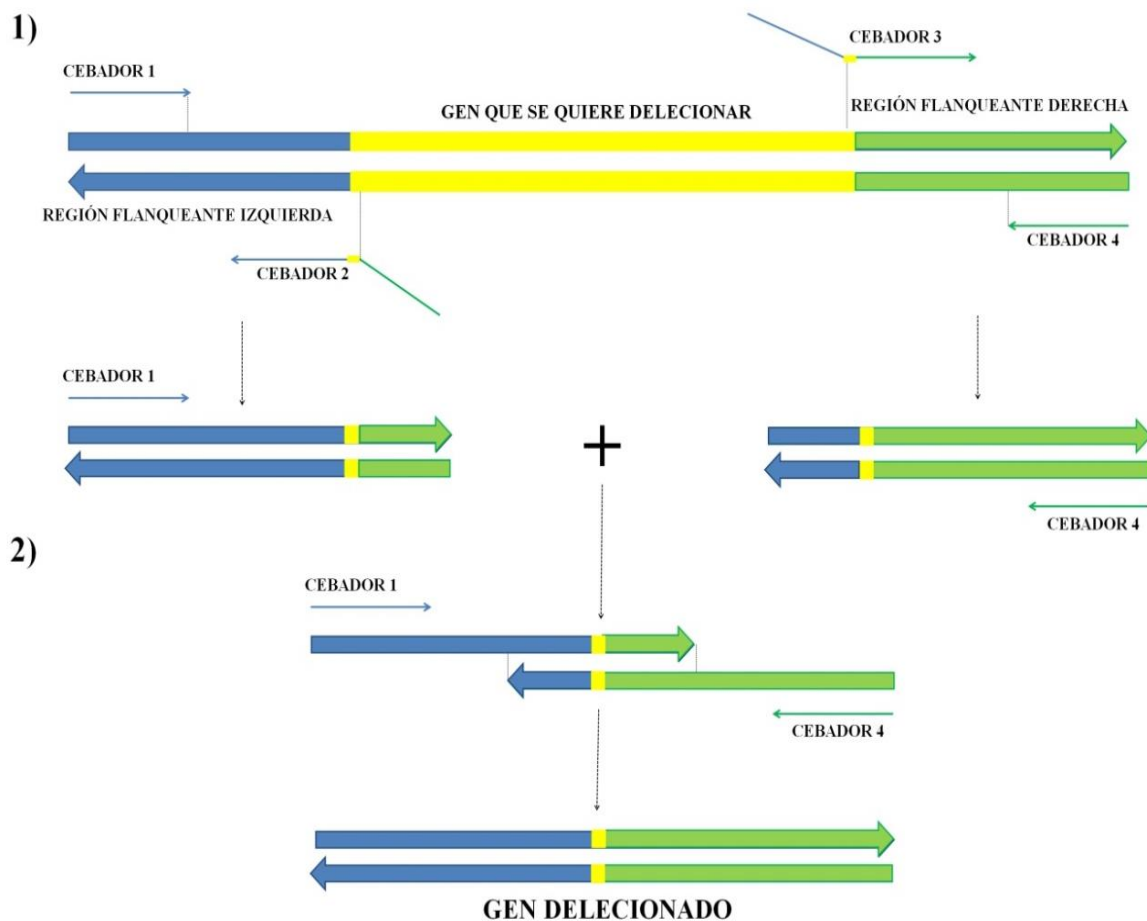 1)
CEBADOR 3
CEBADOR 1
GEN QUE SE QUIERE DELECIONAR
REGIÓN FLANQUEANTE DERECHA
REGIÓN FLANQUEANTE IZQUIERDA
CEBADOR 4
CEBADOR 2
CEBADOR 1
+
CEBADOR 4
2)
CEBADOR 1
CEBADOR 4
GEN DELECIONADO